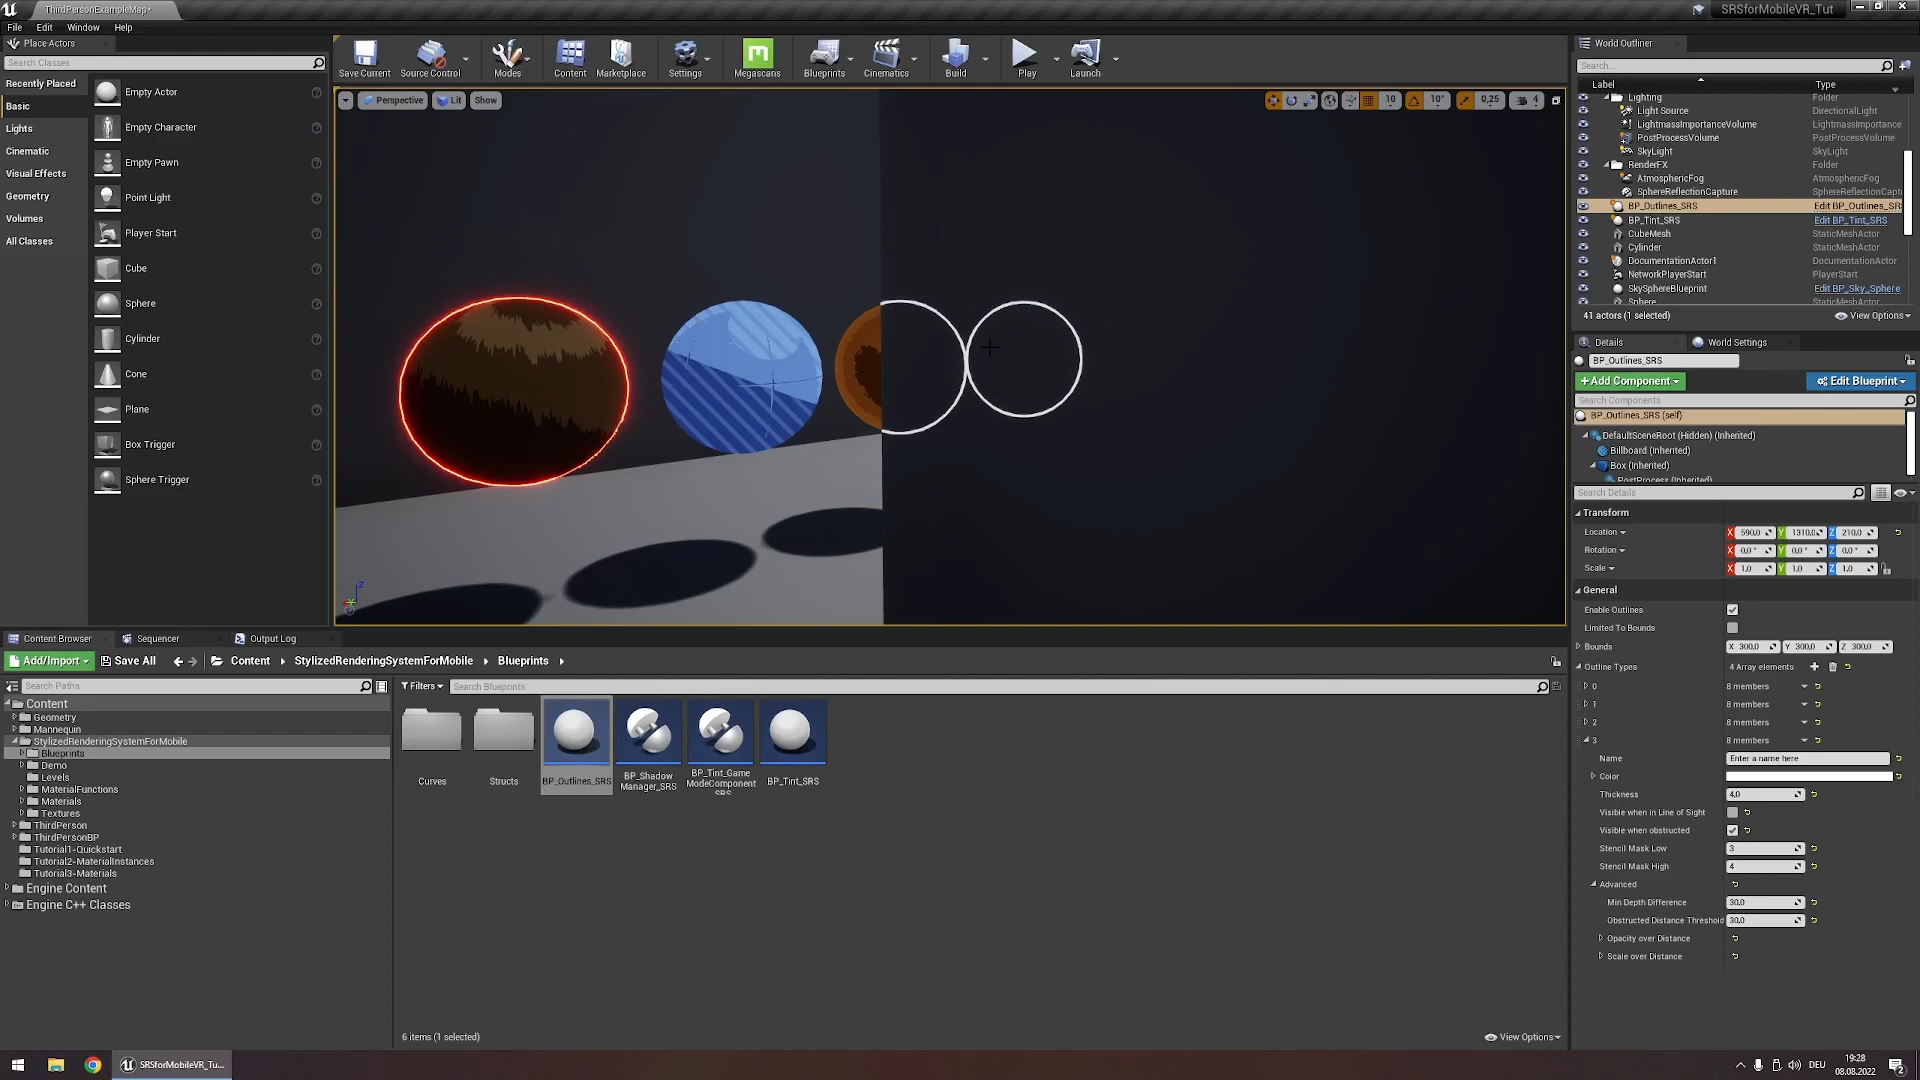 ThirdPersonExampleMap*
SRSforMobileVR_Tut
File Edit Window Help
Place Actors
Search Classes
Recently Placed
Basic
Lights
Cinematic
Visual Effects
Geometry
Volumes
All Classes
Empty Actor
Empty Character
Empty Pawn
Point Light
Player Start
Cube
Sphere
Cylinder
Cone
Plane
Box Trigger
Sphere Trigger
Save Current Source Control Modes Content Marketplace Settings Megascans Blueprints Cinematics Build Play Launch
Perspective Lit Show
10 10° 0,25 4
World Outliner
Search...
Label Type
Lighting Folder
Light Source DirectionalLight
LightmassImportanceVolume LightmassImportance
PostProcessVolume PostProcessVolume
SkyLight SkyLight
RenderFX Folder
AtmosphericFog AtmosphericFog
SphereReflectionCapture SphereReflectionCaptu
BP_Outlines_SRS Edit BP_Outlines_SRS
BP_Tint_SRS Edit BP_Tint_SRS
CubeMesh StaticMeshActor
Cylinder StaticMeshActor
DocumentationActor1 DocumentationActor
NetworkPlayerStart PlayerStart
SkySphereBlueprint Edit BP_Sky_Sphere
Sphere StaticMeshActor
41 actors (1 selected) View Options
Details World Settings
BP_Outlines_SRS
+Add Component Edit Blueprint
Search Components
BP_Outlines_SRS (self)
DefaultSceneRoot (Hidden) (Inherited)
Billboard (Inherited)
Box (Inherited)
PostProcess (Inherited)
Search Details
Transform
Location X 590,0 Y 1310,0 Z 210,0
Rotation X 0,0° Y 0,0° Z 0,0°
Scale X 1,0 Y 1,0 Z 1,0
General
Enable Outlines
Limited To Bounds
Bounds X 300,0 Y 300,0 Z 300,0
Outline Types 4 Array elements
0 8 members
1 8 members
2 8 members
3 8 members
Name Enter a name here
Color
Thickness 4,0
Visible when in Line of Sight
Visible when obstructed
Stencil Mask Low 3
Stencil Mask High 4
Advanced
Min Depth Difference 30,0
Obstructed Distance Threshold 30,0
Opacity over Distance
Scale over Distance
Z
Content Browser Sequencer Output Log
Add/Import Save All Content StylizedRenderingSystemForMobile Blueprints
Search Paths
Filters Search Blueprints
Content
Geometry
Mannequin
StylizedRenderingSystemForMobile
Blueprints
Demo
Levels
MaterialFunctions
Materials
Textures
ThirdPerson
ThirdPersonBP
Tutorial1-Quickstart
Tutorial2-MaterialInstances
Tutorial3-Materials
Engine Content
Engine C++ Classes
Curves
Structs
BP_Outlines_SRS
BP_Shadow
Manager_SRS
BP_Tint_Game
ModeComponent
SRS
BP_Tint_SRS
6 items (1 selected) View Options
SRSforMobileVR_Tu...
DEU
19:28
08.08.2022
2